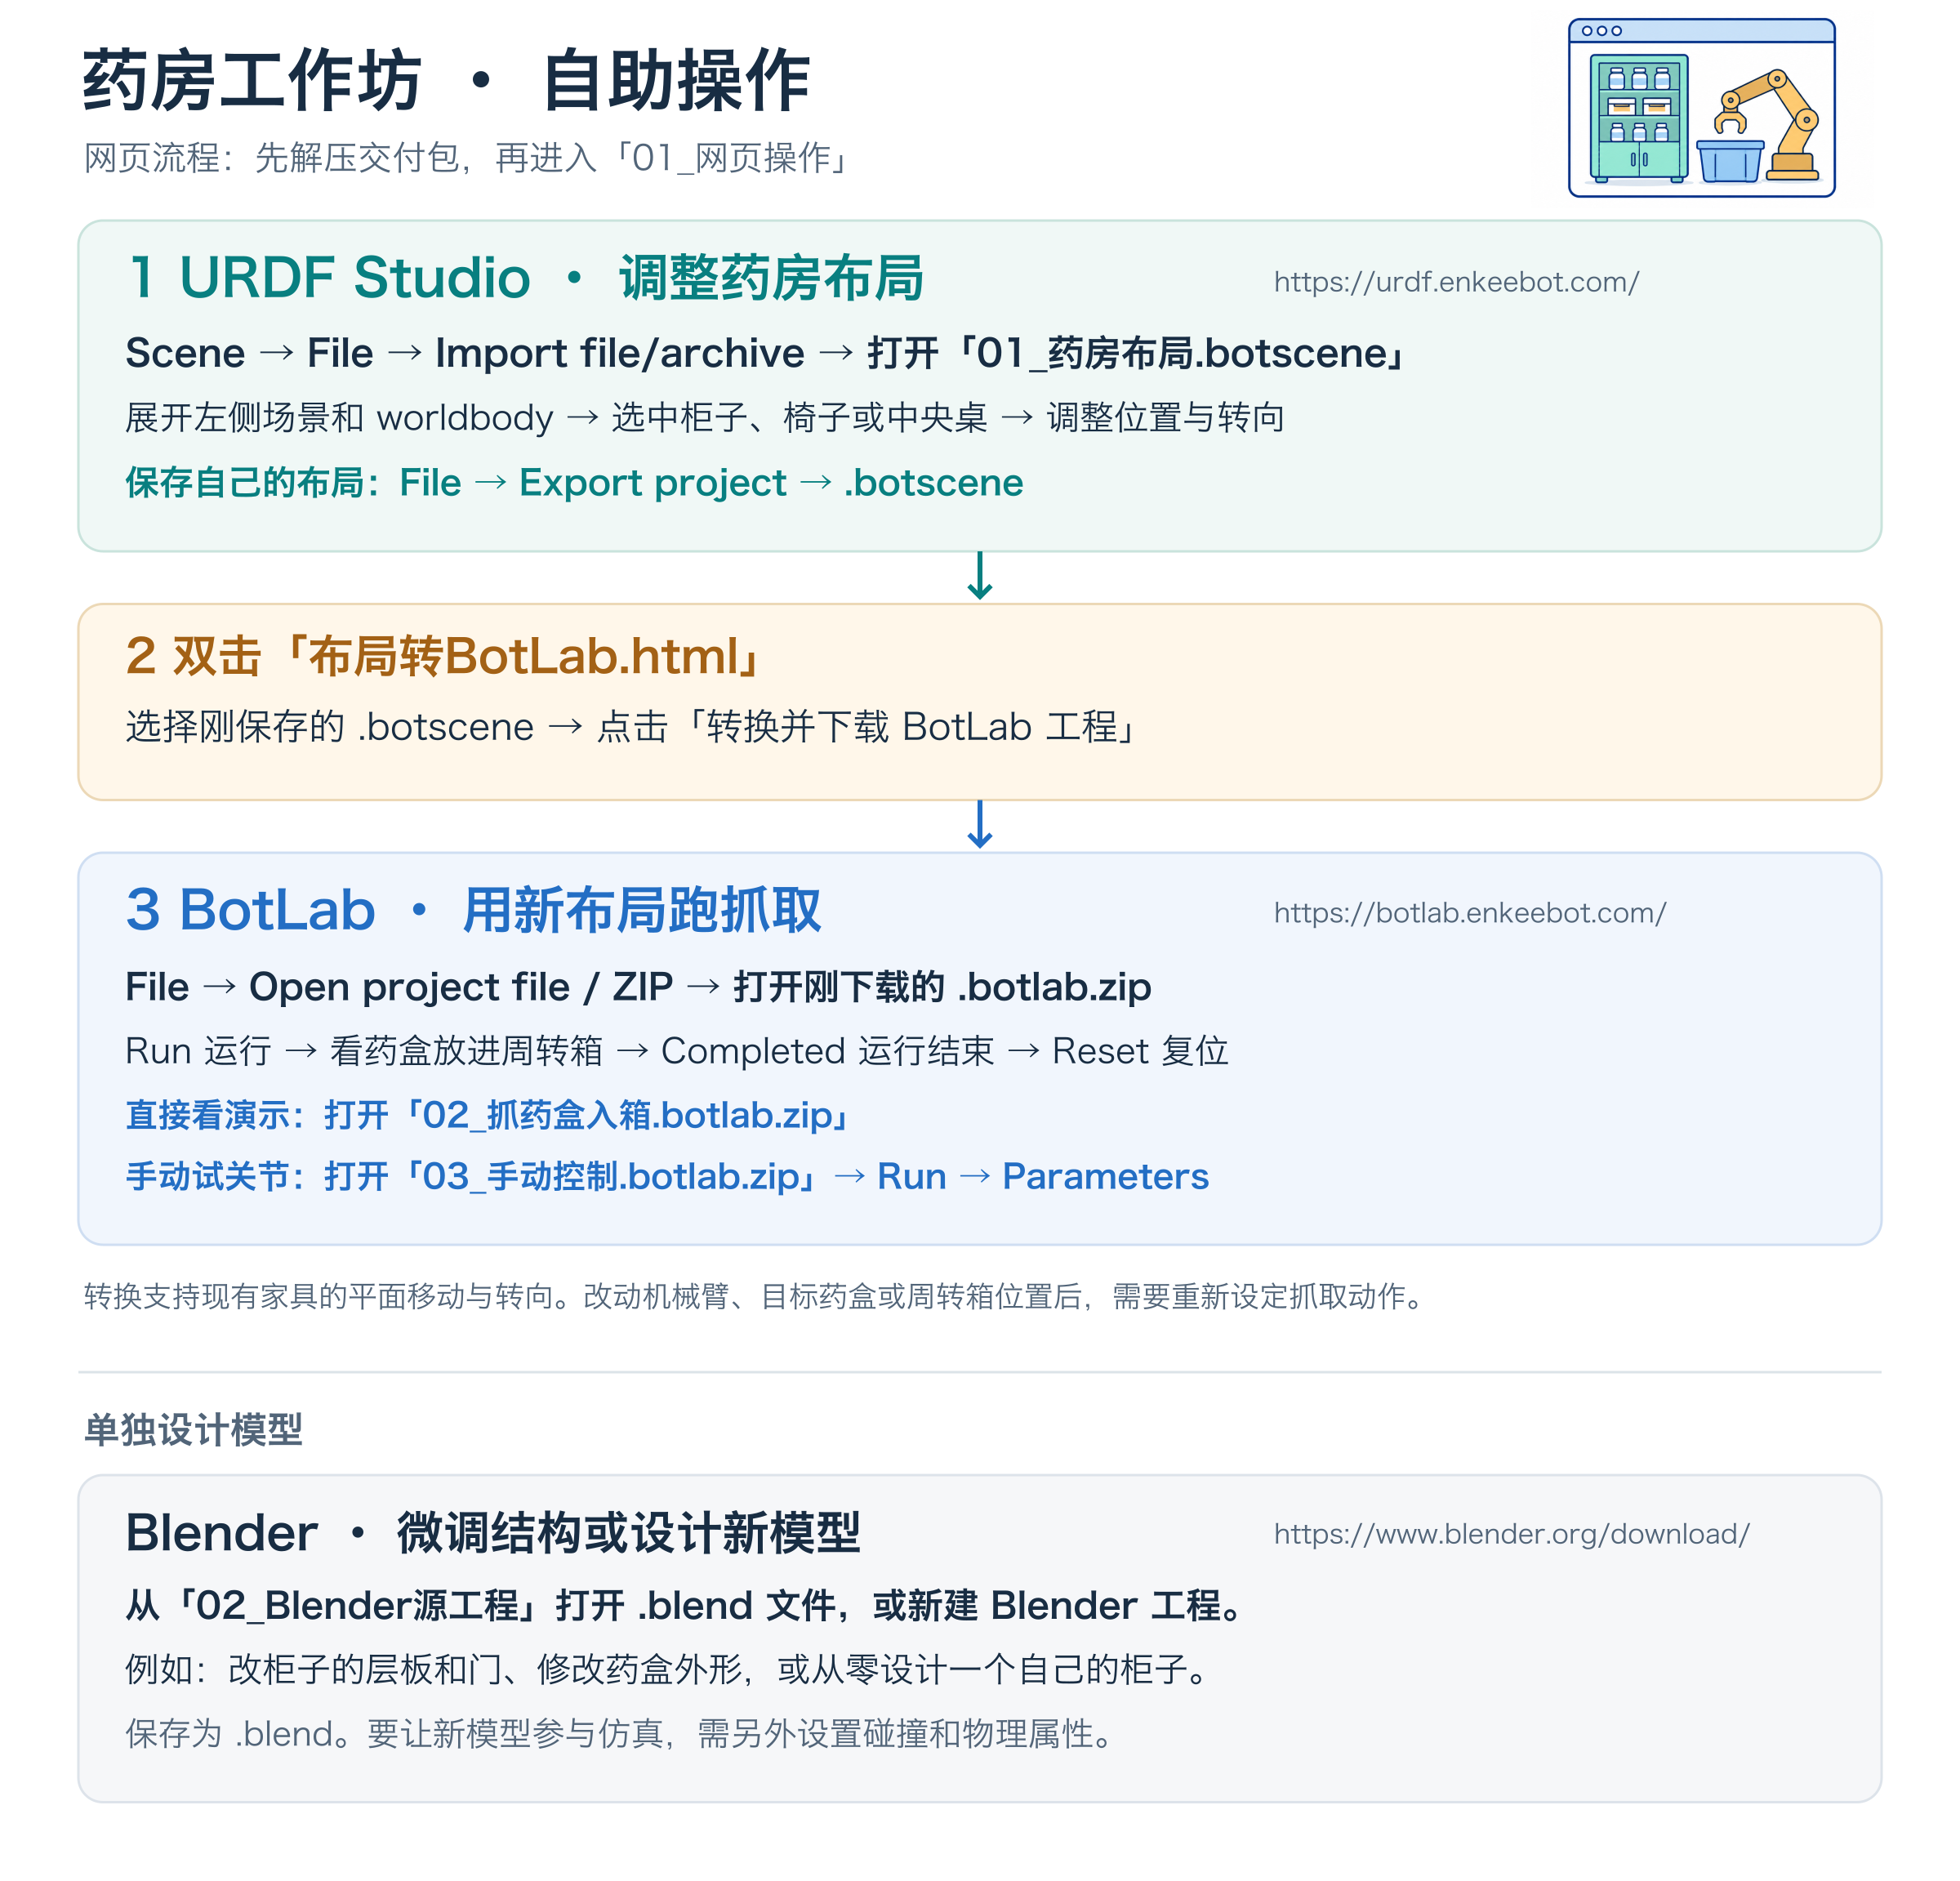 药房工作坊 · 自助操作
网页流程：先解压交付包，再进入「01_网页操作」
1 URDF Studio · 调整药房布局
https://urdf.enkeebot.com/
Scene → File → Import file/archive → 打开「01_药房布局.botscene」
展开左侧场景和 worldbody → 选中柜子、椅子或中央桌 → 调整位置与转向
保存自己的布局：File → Export project → .botscene
2 双击「布局转BotLab.html」
选择刚保存的 .botscene → 点击「转换并下载 BotLab 工程」
3 BotLab · 用新布局跑抓取
https://botlab.enkeebot.com/
File → Open project file / ZIP → 打开刚下载的 .botlab.zip
Run 运行 → 看药盒放进周转箱 → Completed 运行结束 → Reset 复位
直接看演示：打开「02_抓药盒入箱.botlab.zip」
手动试关节：打开「03_手动控制.botlab.zip」→ Run → Parameters
转换支持现有家具的平面移动与转向。改动机械臂、目标药盒或周转箱位置后，需要重新设定抓取动作。
单独设计模型
Blender · 微调结构或设计新模型
https://www.blender.org/download/
从「02_Blender源工程」打开 .blend 文件，或新建 Blender 工程。
例如：改柜子的层板和门、修改药盒外形，或从零设计一个自己的柜子。
保存为 .blend。要让新模型参与仿真，需另外设置碰撞和物理属性。